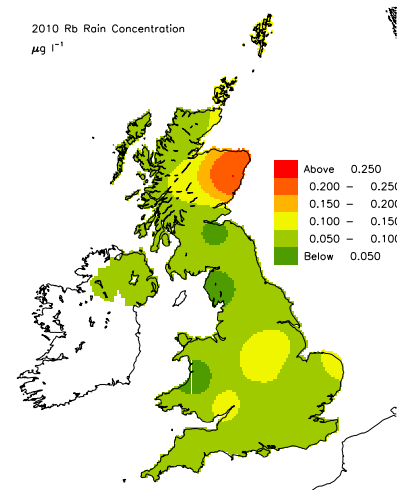 2010 Rb Rain Concentration
µg l⁻¹
Above 0.250
0.200 – 0.250
0.150 – 0.200
0.100 – 0.150
0.050 – 0.100
Below 0.050